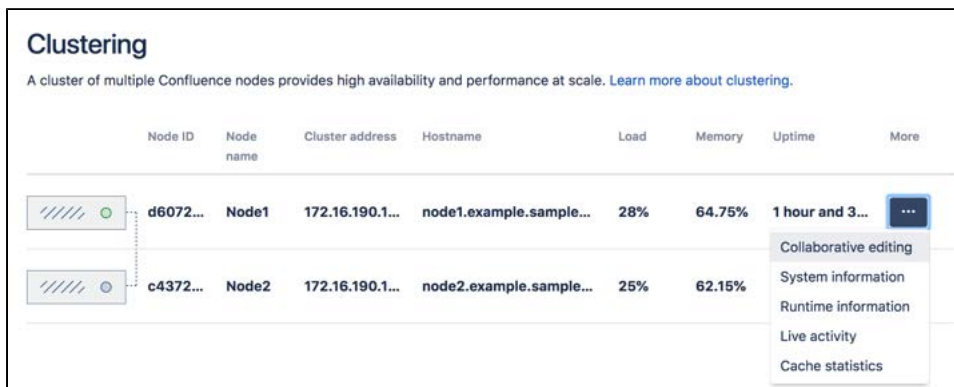 Clustering
A cluster of multiple Confluence nodes provides high availability and performance at scale. Learn more about clustering.
Node ID Node name Cluster address Hostname Load Memory Uptime More
d6072... Node1 172.16.190.1... node1.example.sample... 28% 64.75% 1 hour and 3... ...
Collaborative editing
System information
c4372... Node2 172.16.190.1... node2.example.sample... 25% 62.15%
Runtime information
Live activity
Cache statistics